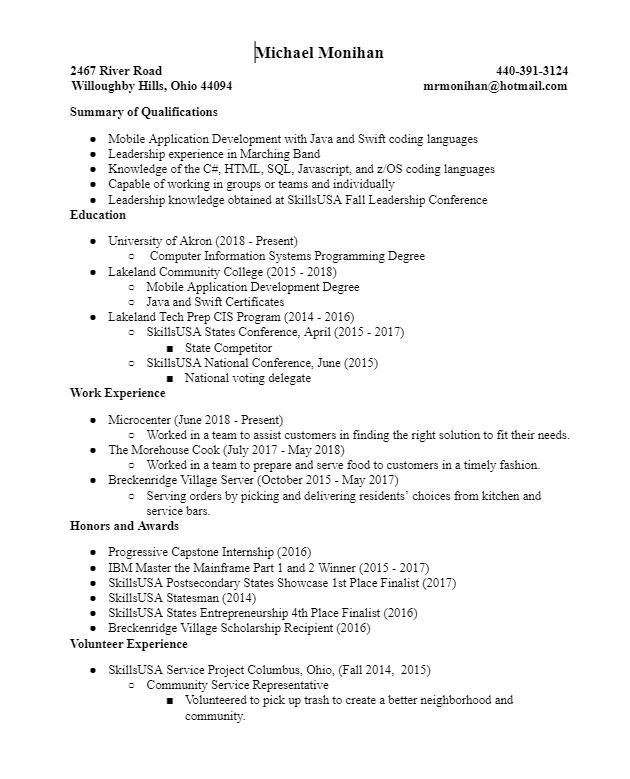 Michael Monihan
2467 River Road 440-391-3124
Willoughby Hills, Ohio 44094 mrmonihan@hotmail.com
Summary of Qualifications
● Mobile Application Development with Java and Swift coding languages
● Leadership experience in Marching Band
● Knowledge of the C#, HTML, SQL, Javascript, and z/OS coding languages
● Capable of working in groups or teams and individually
● Leadership knowledge obtained at SkillsUSA Fall Leadership Conference
Education
● University of Akron (2018 - Present)
○ Computer Information Systems Programming Degree
● Lakeland Community College (2015 - 2018)
○ Mobile Application Development Degree
○ Java and Swift Certificates
● Lakeland Tech Prep CIS Program (2014 - 2016)
○ SkillsUSA States Conference, April (2015 - 2017)
■ State Competitor
○ SkillsUSA National Conference, June (2015)
■ National voting delegate
Work Experience
● Microcenter (June 2018 - Present)
○ Worked in a team to assist customers in finding the right solution to fit their needs.
● The Morehouse Cook (July 2017 - May 2018)
○ Worked in a team to prepare and serve food to customers in a timely fashion.
● Breckenridge Village Server (October 2015 - May 2017)
○ Serving orders by picking and delivering residents’ choices from kitchen and
service bars.
Honors and Awards
● Progressive Capstone Internship (2016)
● IBM Master the Mainframe Part 1 and 2 Winner (2015 - 2017)
● SkillsUSA Postsecondary States Showcase 1st Place Finalist (2017)
● SkillsUSA Statesman (2014)
● SkillsUSA States Entrepreneurship 4th Place Finalist (2016)
● Breckenridge Village Scholarship Recipient (2016)
Volunteer Experience
● SkillsUSA Service Project Columbus, Ohio, (Fall 2014, 2015)
○ Community Service Representative
■ Volunteered to pick up trash to create a better neighborhood and
community.